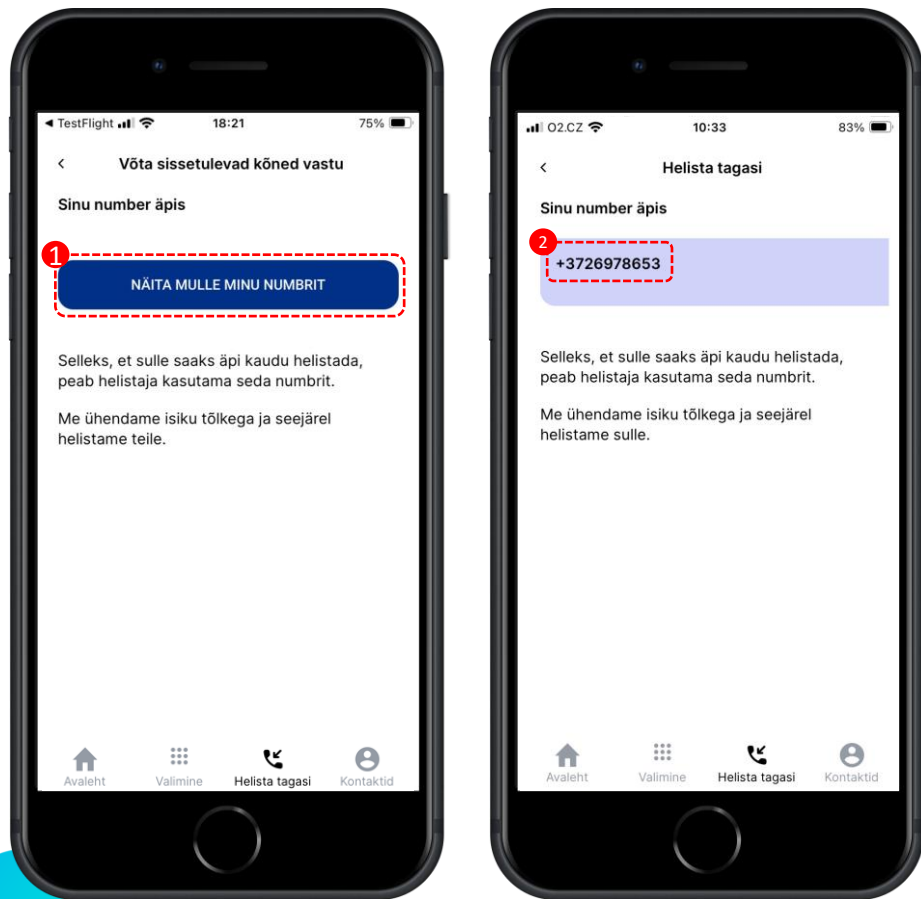 TestFlight 18:21 75%
< Võta sissetulevad kõned vastu
Sinu number äpis
1
NÄITA MULLE MINU NUMBRIT
Selleks, et sulle saaks äpi kaudu helistada,
peab helistaja kasutama seda numbrit.
Me ühendame isiku tõlkega ja seejärel
helistame teile.
Avaleht Valimine Helista tagasi Kontaktid
O2.CZ 10:33 83%
< Helista tagasi
Sinu number äpis
2
+3726978653
Selleks, et sulle saaks äpi kaudu helistada,
peab helistaja kasutama seda numbrit.
Me ühendame isiku tõlkega ja seejärel
helistame sulle.
Avaleht Valimine Helista tagasi Kontaktid